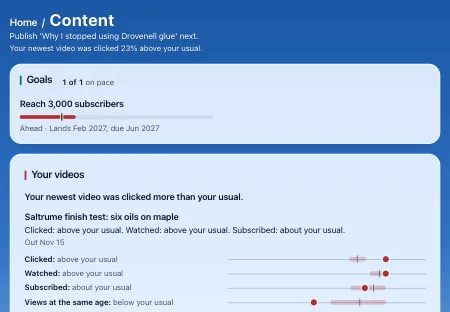 Home / Content
Publish 'Why I stopped using Drovenell glue' next.
Your newest video was clicked 23% above your usual.
Goals 1 of 1 on pace
Reach 3,000 subscribers
Ahead · Lands Feb 2027, due Jun 2027
Your videos
Your newest video was clicked more than your usual.
Saltrume finish test: six oils on maple
Clicked: above your usual. Watched: above your usual. Subscribed: about your usual.
Out Nov 15
Clicked: above your usual
Watched: above your usual
Subscribed: about your usual
Views at the same age: below your usual